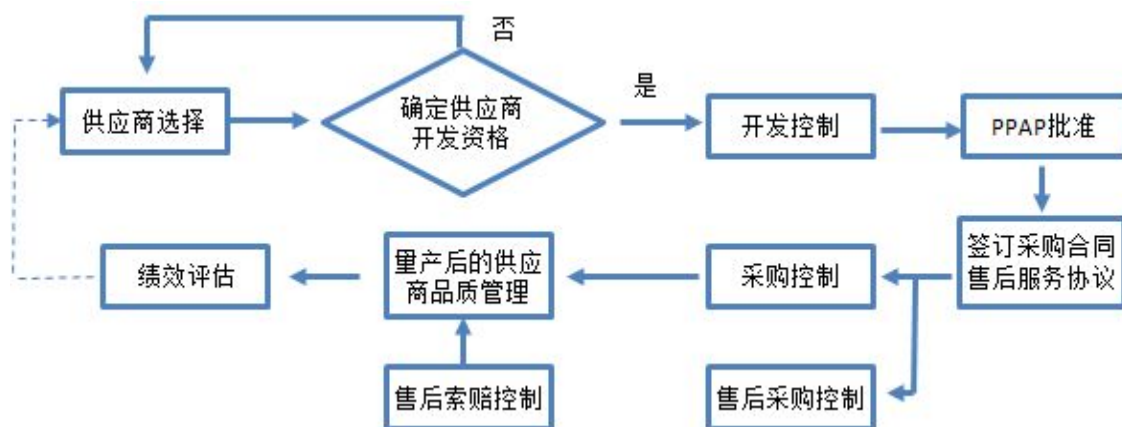 否
是
供应商选择
确定供应商
开发资格
开发控制
PPAP批准
绩效评估
量产后的供应
商品质管理
采购控制
签订采购合同
售后服务协议
售后索赔控制
售后采购控制